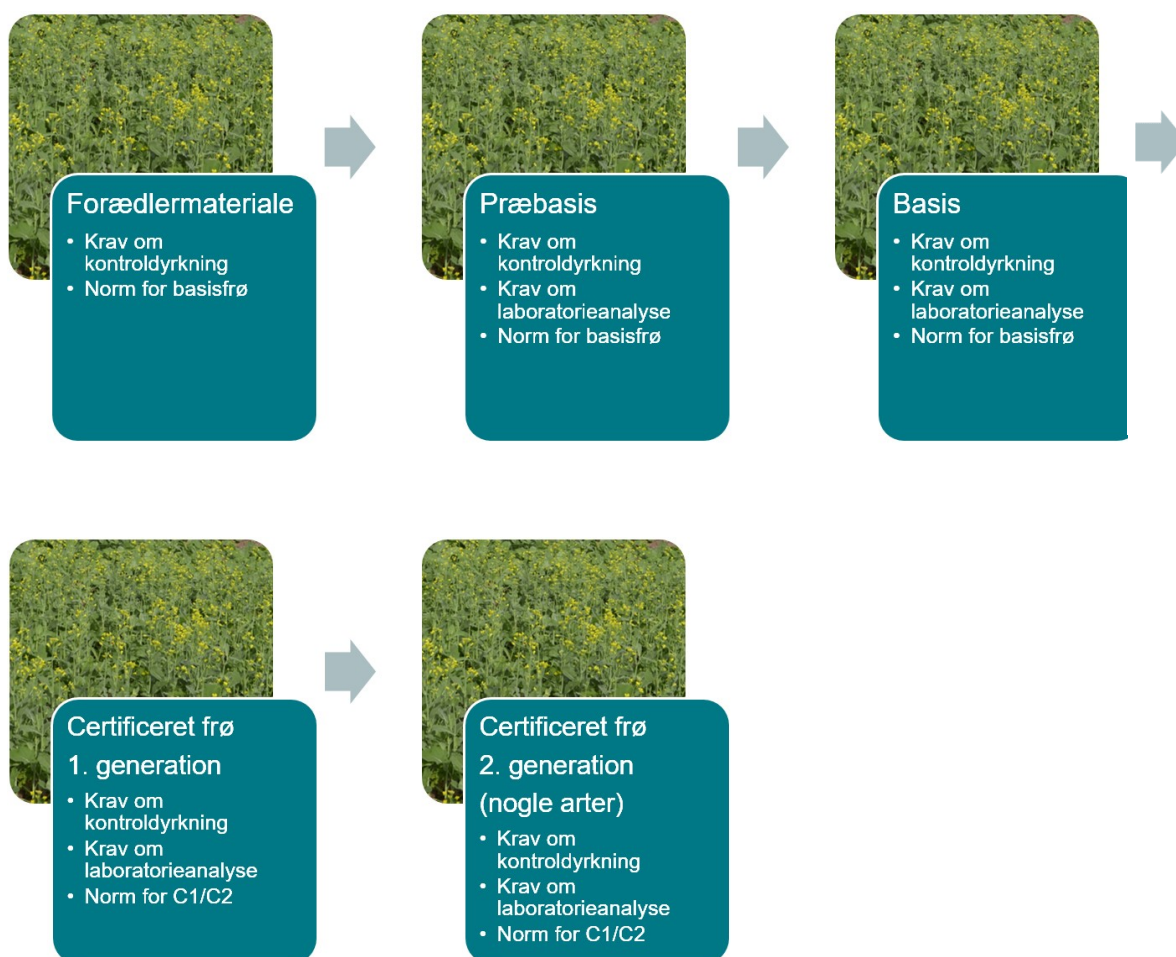 Forædlermateriale
• Krav om
kontroldyrkning
• Norm for basisfrø
Præbasis
• Krav om
kontroldyrkning
• Krav om
laboratorieanalyse
• Norm for basisfrø
Basis
• Krav om
kontroldyrkning
• Krav om
laboratorieanalyse
• Norm for basisfrø
Certificeret frø
1. generation
• Krav om
kontroldyrkning
• Krav om
laboratorieanalyse
• Norm for C1/C2
Certificeret frø
2. generation
(nogle arter)
• Krav om
kontroldyrkning
• Krav om
laboratorieanalyse
• Norm for C1/C2